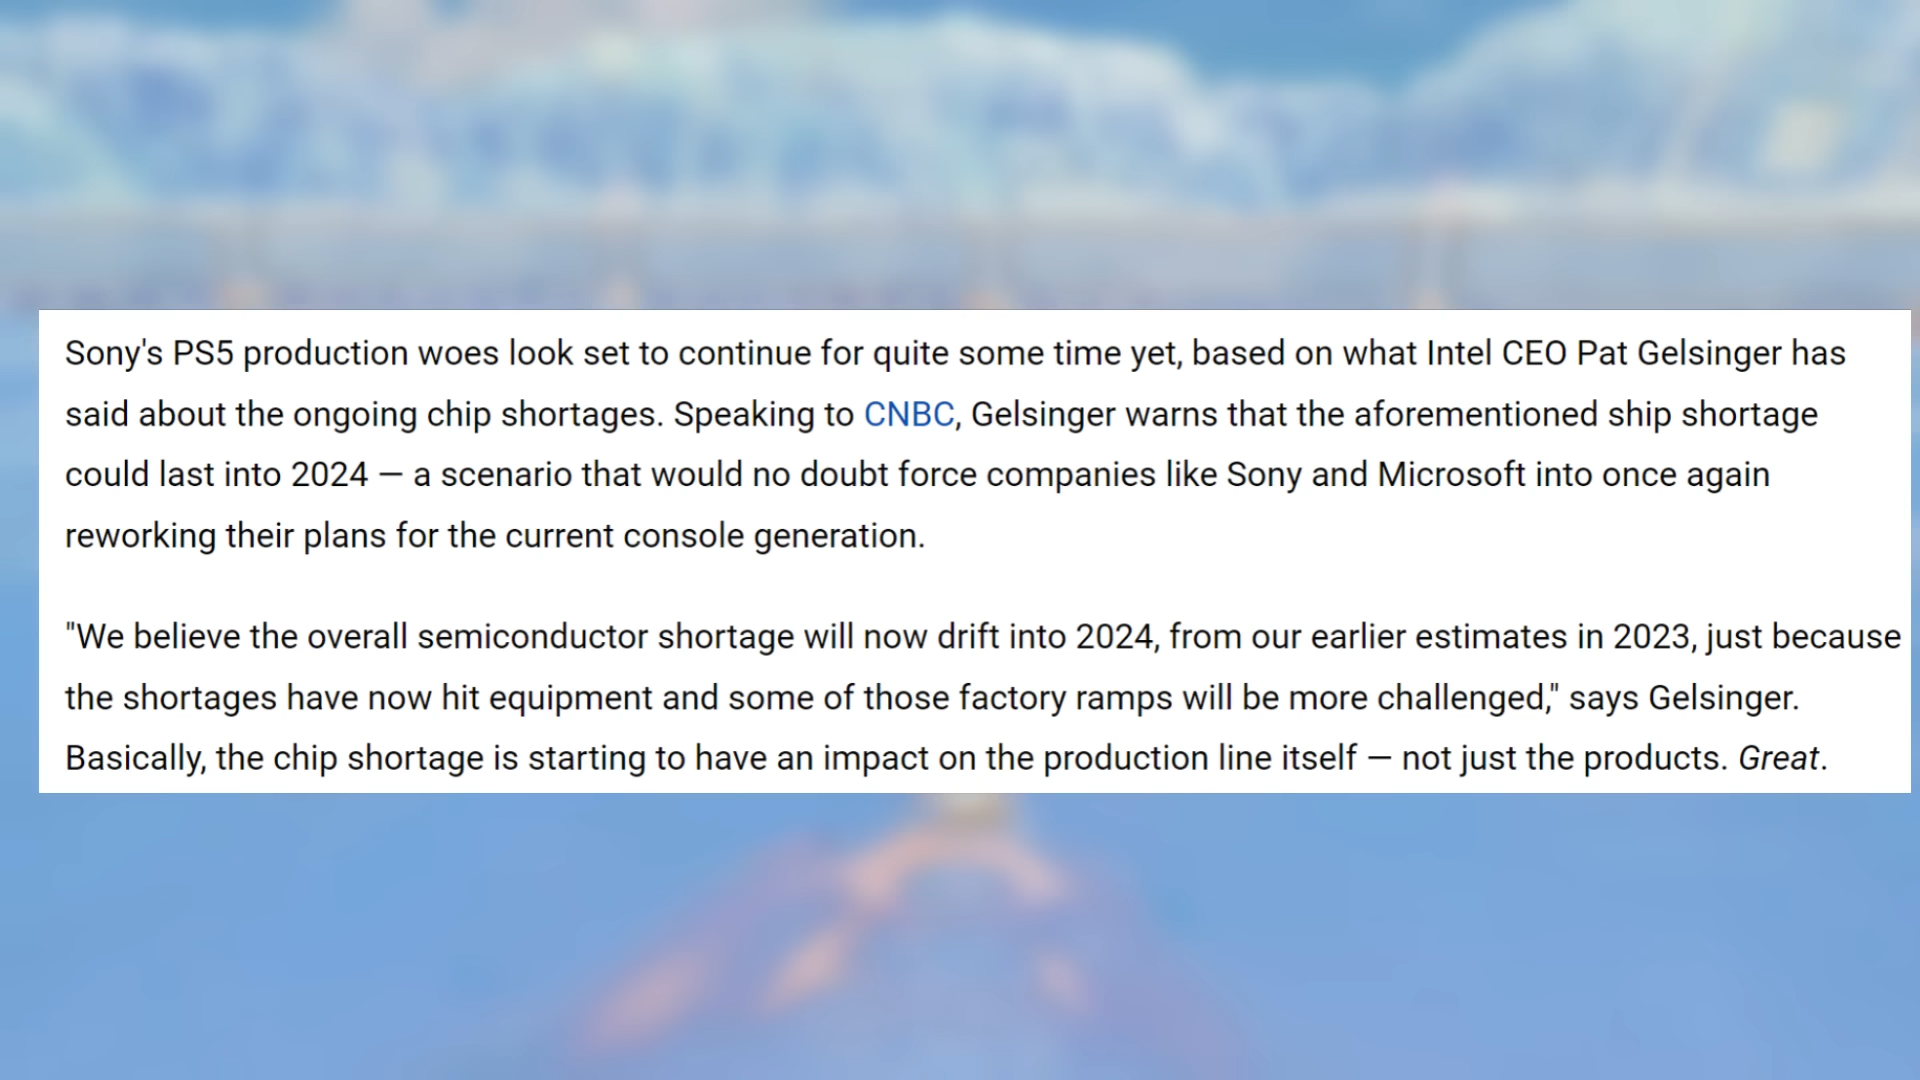 Sony's PS5 production woes look set to continue for quite some time yet, based on what Intel CEO Pat Gelsinger has
said about the ongoing chip shortages. Speaking to CNBC, Gelsinger warns that the aforementioned ship shortage
could last into 2024 — a scenario that would no doubt force companies like Sony and Microsoft into once again
reworking their plans for the current console generation.
"We believe the overall semiconductor shortage will now drift into 2024, from our earlier estimates in 2023, just because
the shortages have now hit equipment and some of those factory ramps will be more challenged," says Gelsinger.
Basically, the chip shortage is starting to have an impact on the production line itself — not just the products. Great.